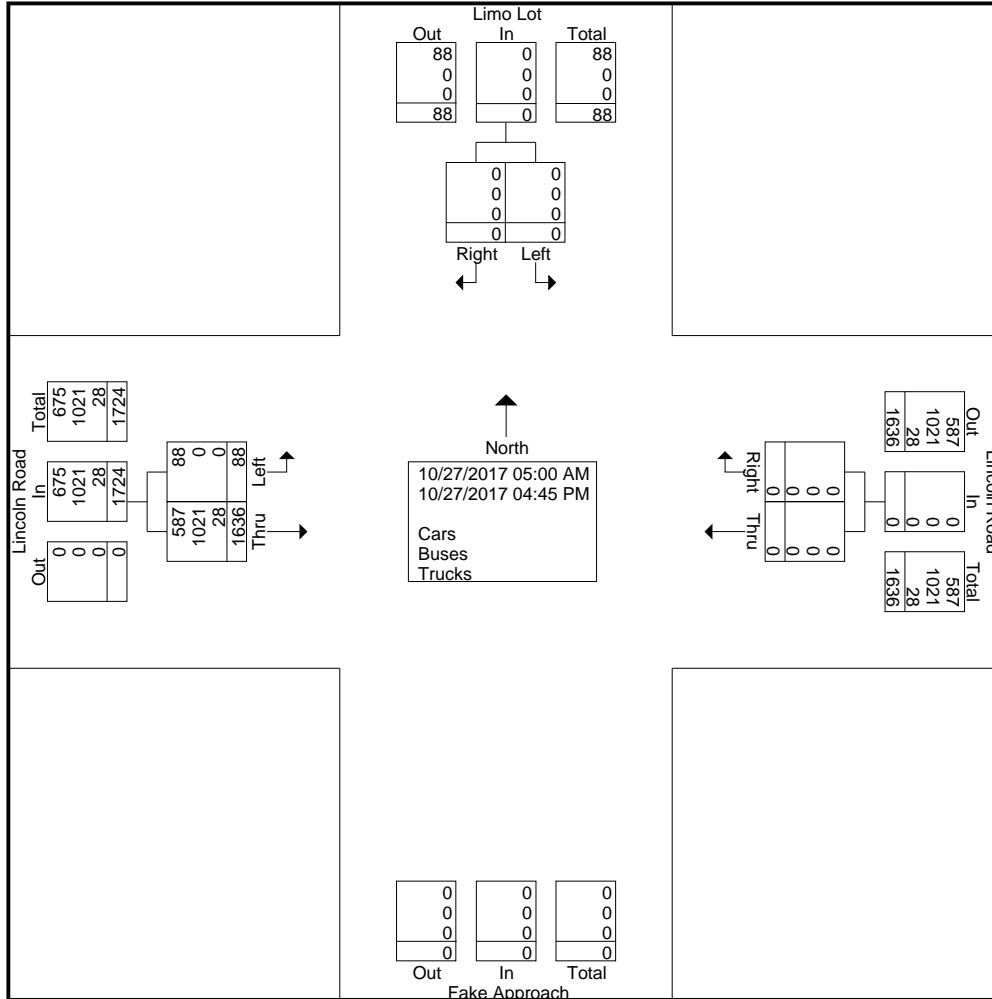 Limo Lot
Out In Total
88 0 88
0 0 0
0 0 0
88 0 88
0 0
0 0
0 0
0 0
Right Left
Lincoln Road
Total In Out
675 675 0
1021 1021 0
28 28 0
1724 1724 0
Left Thru
88 587
0 1021
0 28
88 1636
North
10/27/2017 05:00 AM
10/27/2017 04:45 PM
Cars
Buses
Trucks
Lincoln Road
Out In Total
587 0 587
1021 0 1021
28 0 28
1636 0 1636
Right Thru
0 0
0 0
0 0
0 0
0 0 0
0 0 0
0 0 0
0 0 0
Out In Total
Fake Approach